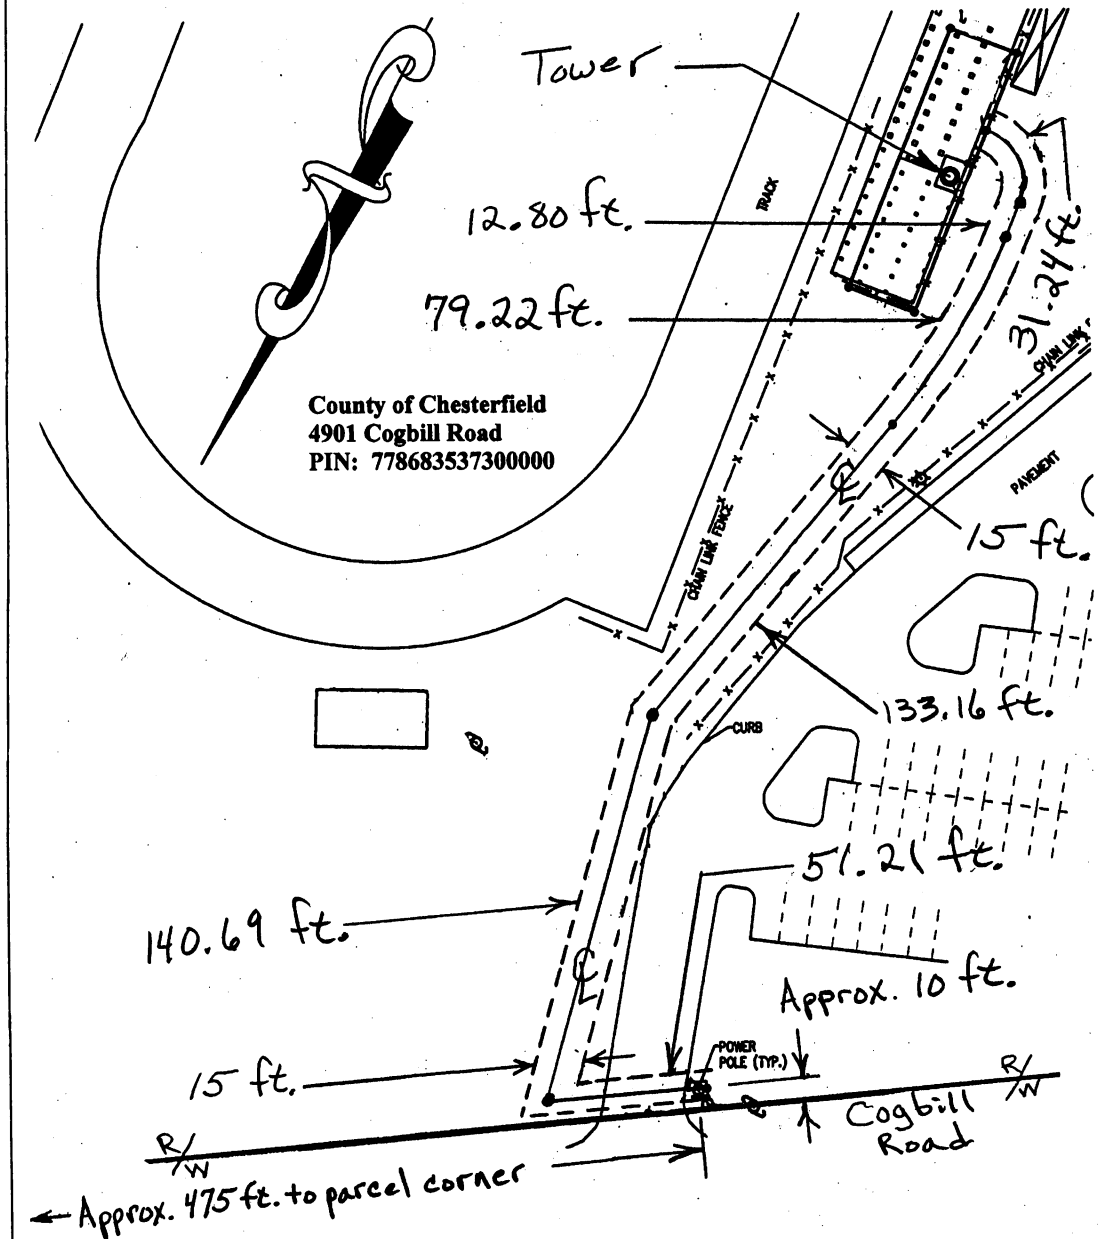 Tower
TRACK
12.80 ft.
31.24 ft.
79.22 ft.
CHAIN LINK
County of Chesterfield
4901 Cogbill Road
PIN: 778683537300000
PAVEMENT
CHAIN LINK FENCE
℄
15 ft.
133.16 ft.
CURB
51.21 ft.
140.69 ft.
℄
Approx. 10 ft.
POWER
POLE (TYP.)
15 ft.
R/W
Cogbill
Road
R/W
Approx. 475 ft. to parcel corner